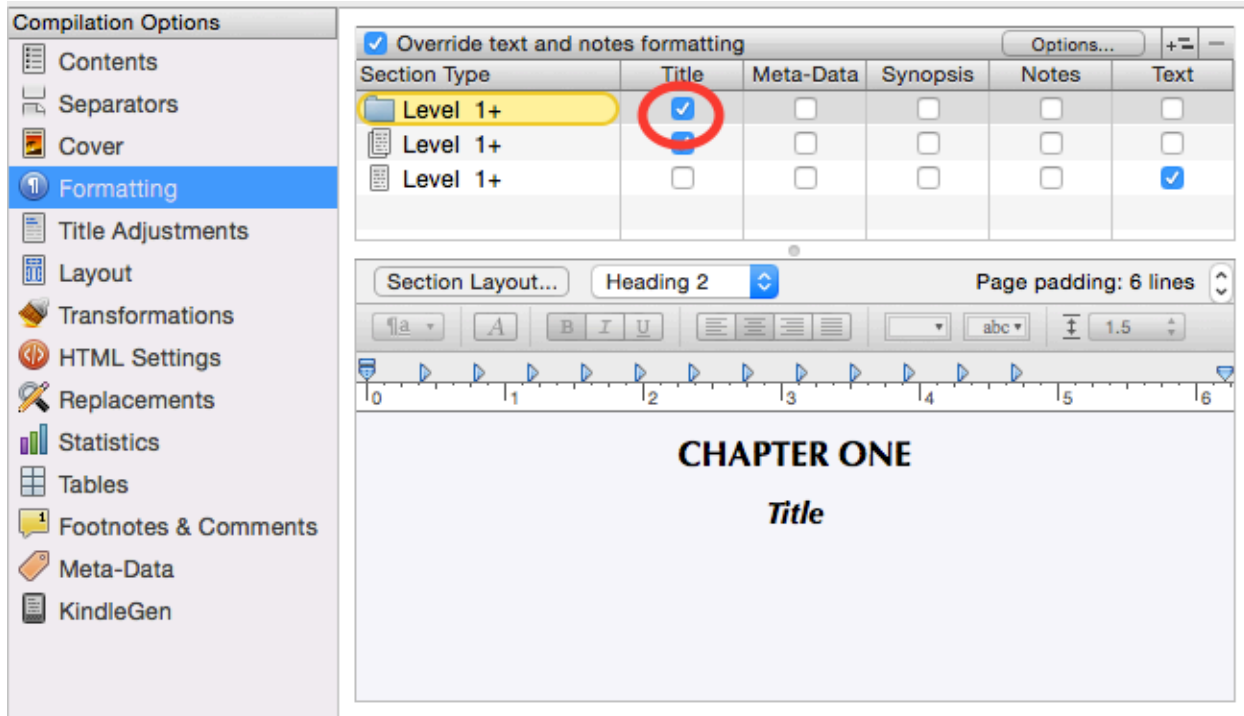 Compilation Options
Contents
Separators
Cover
Formatting
Title Adjustments
Layout
Transformations
HTML Settings
Replacements
Statistics
Tables
Footnotes & Comments
Meta-Data
KindleGen
Override text and notes formatting Options...
Section Type Title Meta-Data Synopsis Notes Text
Level 1+
Level 1+
Level 1+
Section Layout... Heading 2 Page padding: 6 lines
¶a A B I U abc 1.5
0 1 2 3 4 5 6
CHAPTER ONE
Title